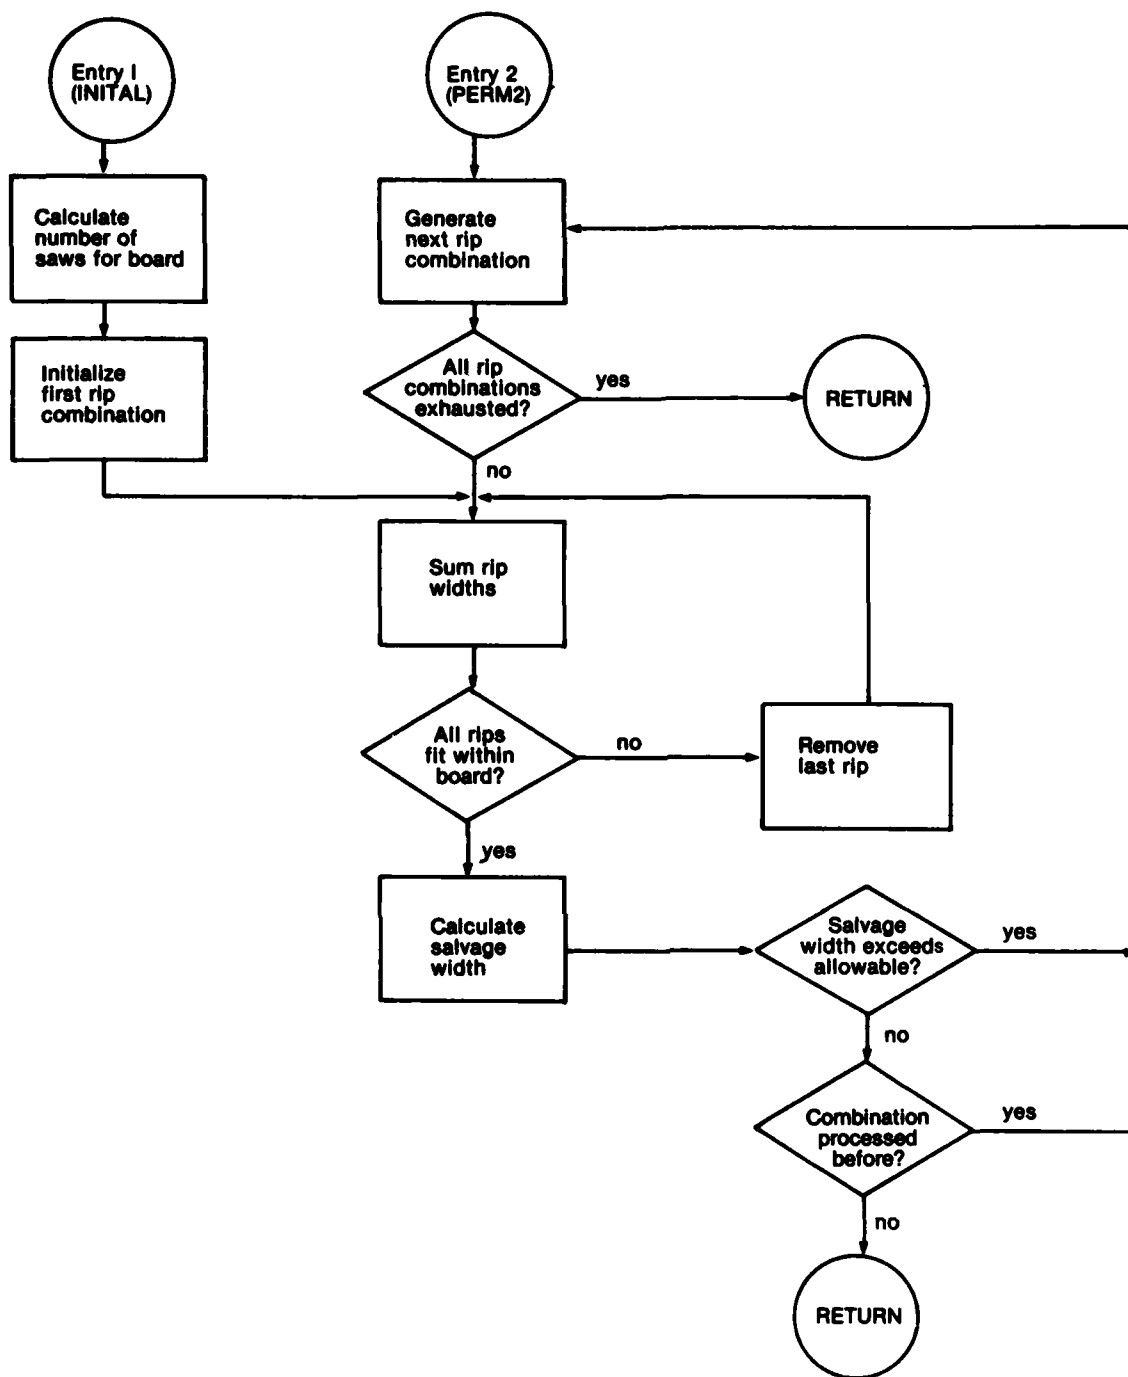 Entry I
(INITAL)
Entry 2
(PERM2)
Calculate
number of
saws for board
Generate
next rip
combination
Initialize
first rip
combination
All rip
combinations
exhausted?
yes
RETURN
no
Sum rip
widths
All rips
fit within
board?
no
Remove
last rip
yes
Calculate
salvage
width
Salvage
width exceeds
allowable?
yes
no
Combination
processed
before?
yes
no
RETURN